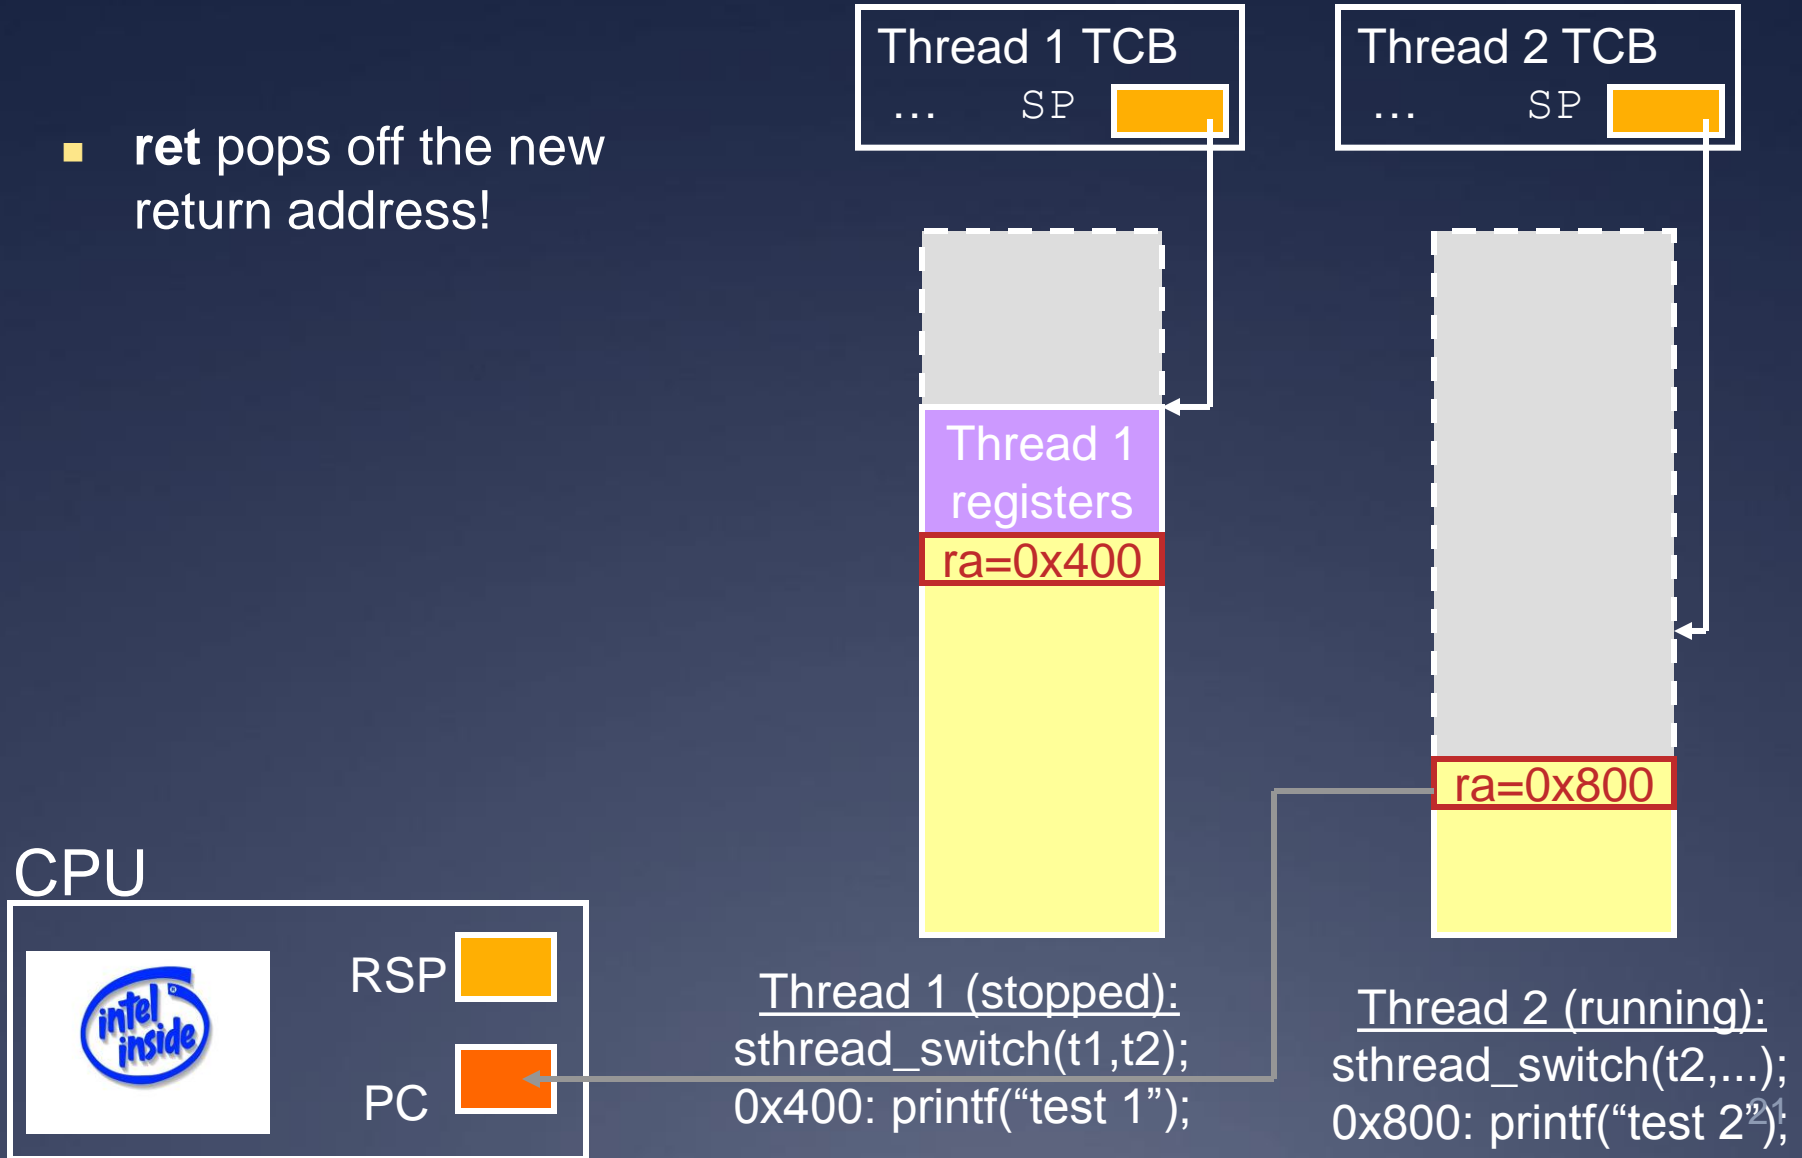 Thread 1 TCB
... SP
Thread 2 TCB
... SP
▪ ret pops off the new
return address!
Thread 1
registers
ra=0x400
ra=0x800
CPU
RSP
PC
intel
inside
®
Thread 1 (stopped):
sthread_switch(t1,t2);
0x400: printf(“test 1”);
Thread 2 (running):
sthread_switch(t2,...);
0x800: printf(“test 2”);
21